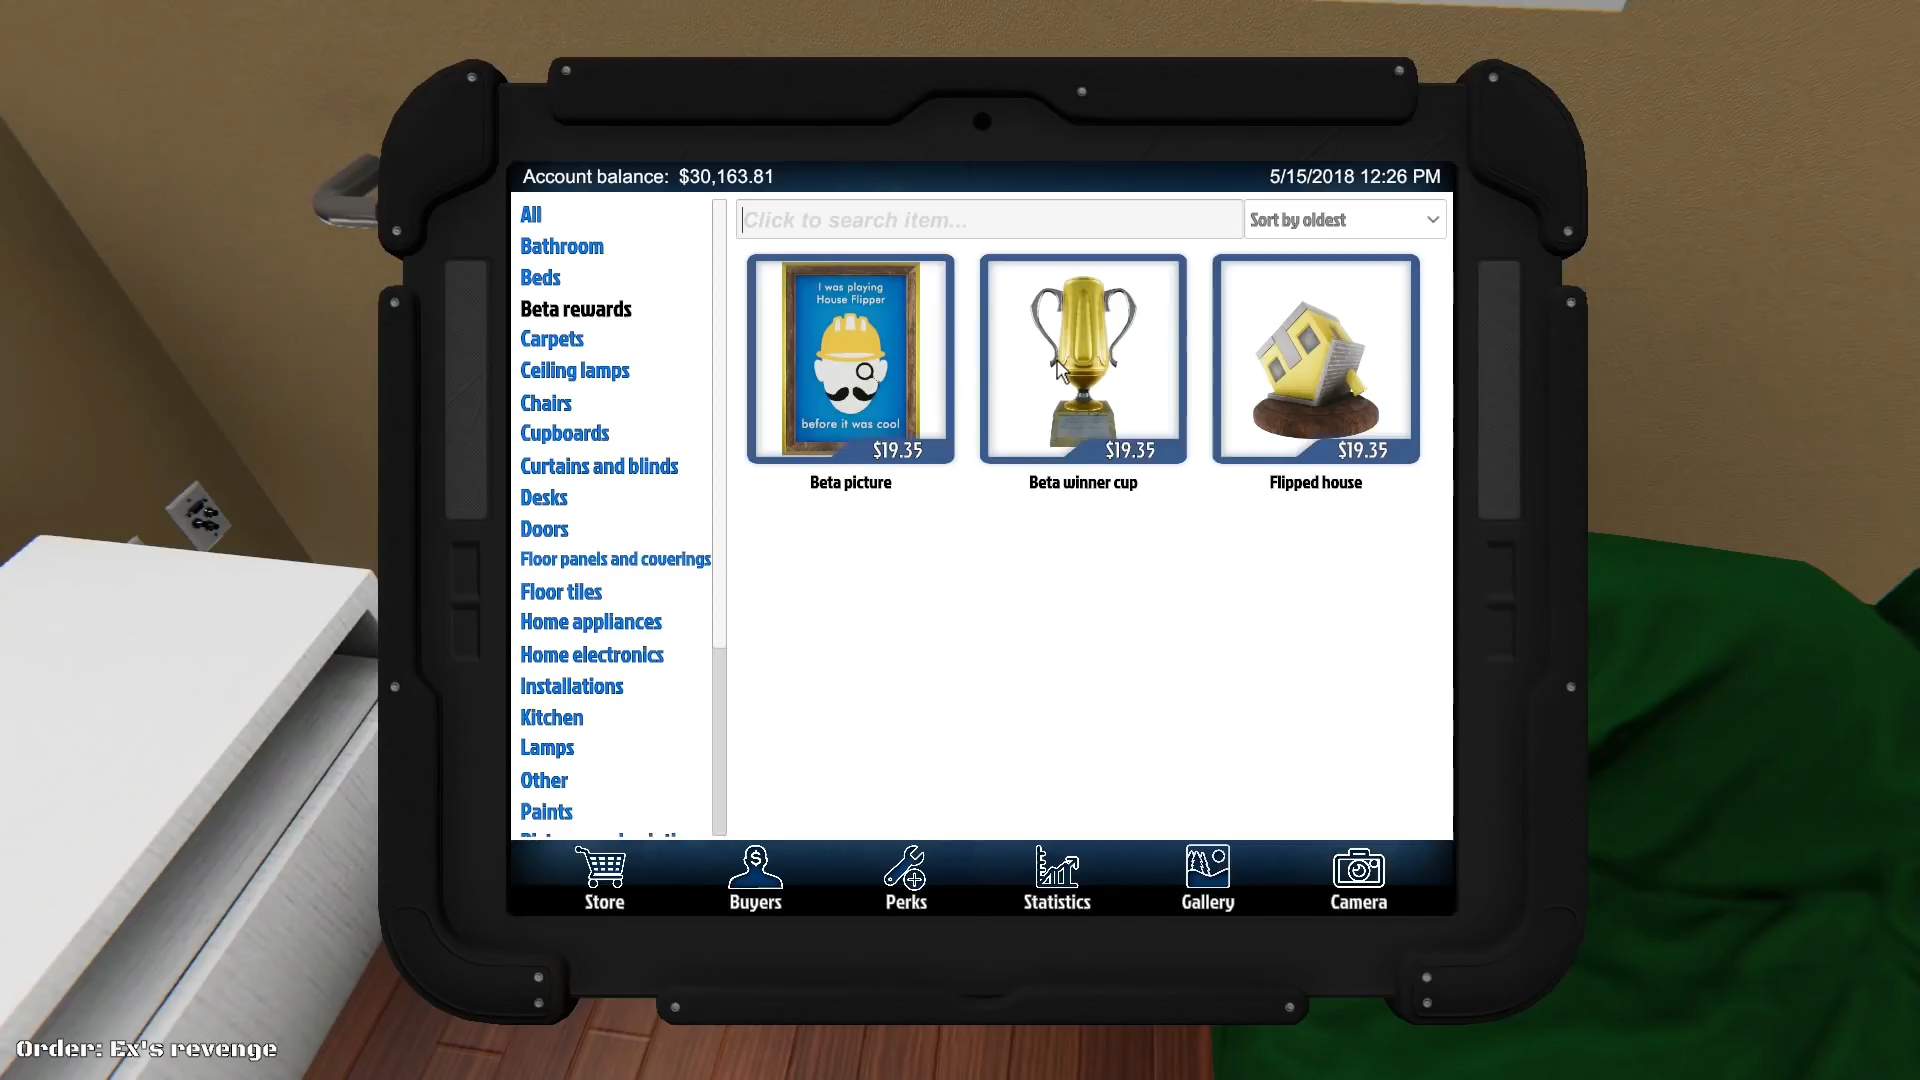 Account balance: $30,163.81
5/15/2018 12:26 PM
All
Bathroom
Beds
Beta rewards
Carpets
Ceiling lamps
Chairs
Cupboards
Curtains and blinds
Desks
Doors
Floor panels and coverings
Floor tiles
Home appliances
Home electronics
Installations
Kitchen
Lamps
Other
Paints
Click to search item...
Sort by oldest
I was playing
House Flipper
before it was cool
$19.35
Beta picture
$19.35
Beta winner cup
$19.35
Flipped house
Store
Buyers
Perks
Statistics
Gallery
Camera
Order: Ex's revenge